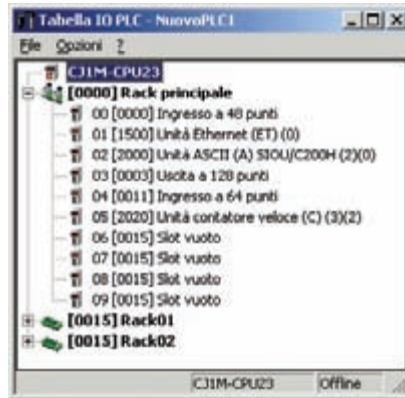 Tabella IO PLC - NuovoPLC1
File Opzioni ?
CJ1M-CPU23
[0000] Rack principale
00 [0000] Ingresso a 48 punti
01 [1500] Unità Ethernet (ET) (0)
02 [2000] Unità ASCII (A) SIOU/C200H (2)(0)
03 [0003] Uscita a 128 punti
04 [0011] Ingresso a 64 punti
05 [2020] Unità contatore veloce (C) (3)(2)
06 [0015] Slot vuoto
07 [0015] Slot vuoto
08 [0015] Slot vuoto
09 [0015] Slot vuoto
[0015] Rack01
[0015] Rack02
CJ1M-CPU23 Offline